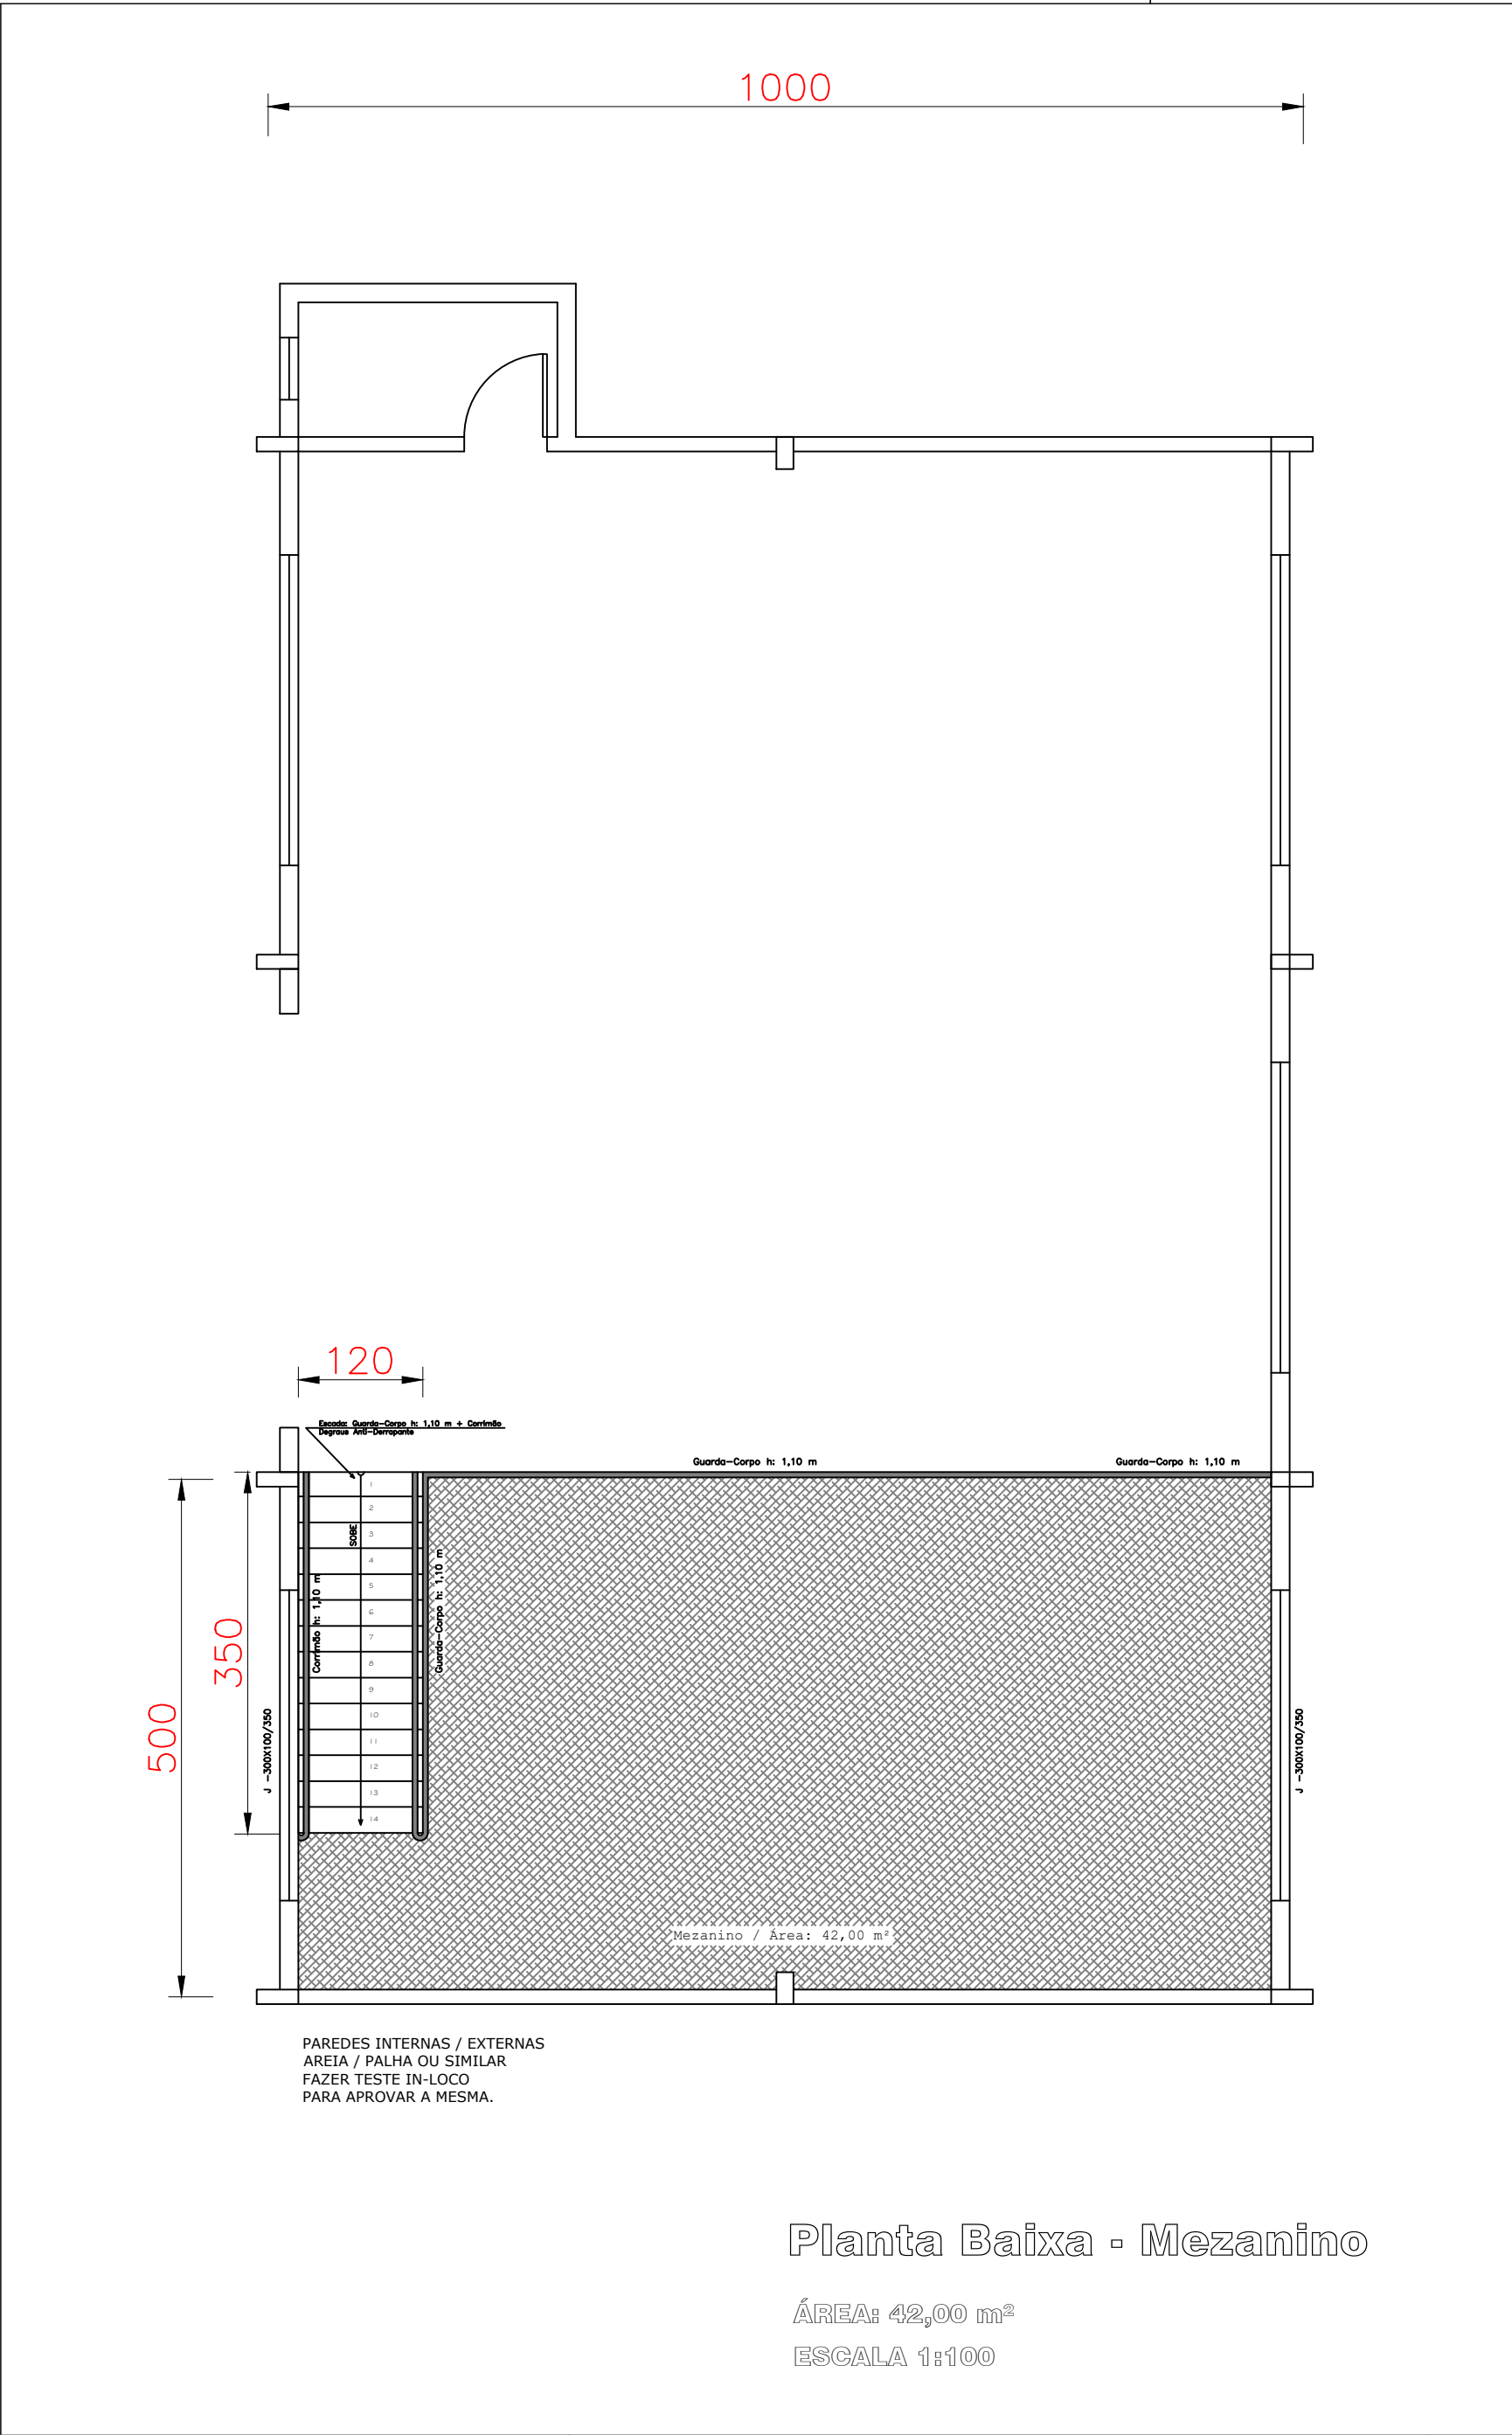 1000
120
Escada: Guarda-Corpo h: 1,10 m + Corrimão
Degraus Anti-Derrapante
Guarda-Corpo h: 1,10 m
Guarda-Corpo h: 1,10 m
1
2
SOBE
3
4
5
6
7
8
9
10
11
12
13
14
Corrimão h: 1,10 m
Guarda-Corpo h: 1,10 m
350
500
J -300X100/350
J -300X100/350
Mezanino / Área: 42,00 m²
PAREDES INTERNAS / EXTERNAS
AREIA / PALHA OU SIMILAR
FAZER TESTE IN-LOCO
PARA APROVAR A MESMA.
Planta Baixa - Mezanino
ÁREA: 42,00 m²
ESCALA 1:100